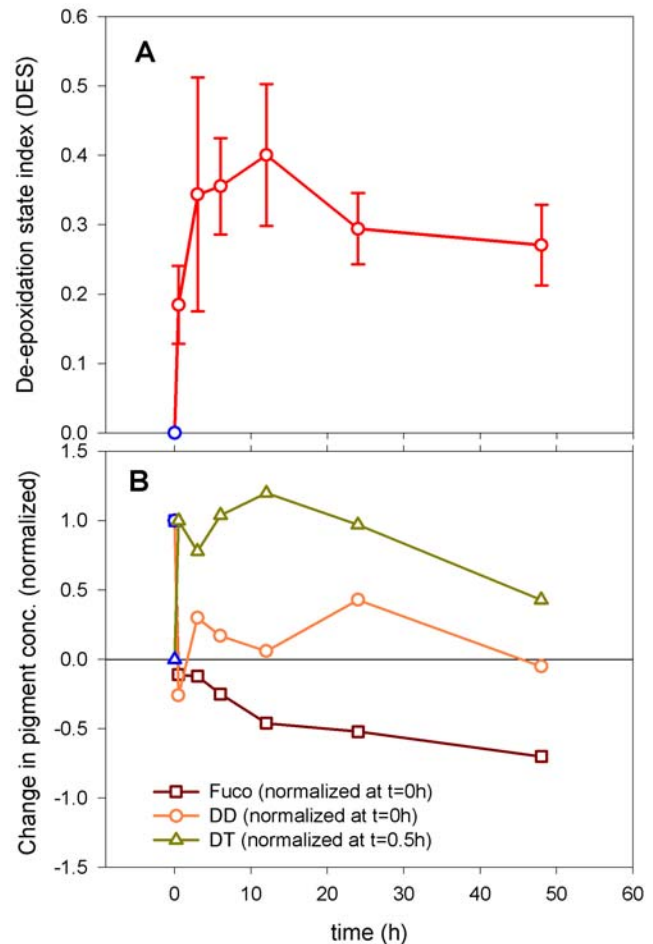 A
De-epoxidation state index (DES)
0.6
0.5
0.4
0.3
0.2
0.1
0.0
B
Change in pigment conc. (normalized)
1.5
1.0
0.5
0.0
-0.5
-1.0
-1.5
Fuco (normalized at t=0h)
DD (normalized at t=0h)
DT (normalized at t=0.5h)
0 10 20 30 40 50 60
time (h)